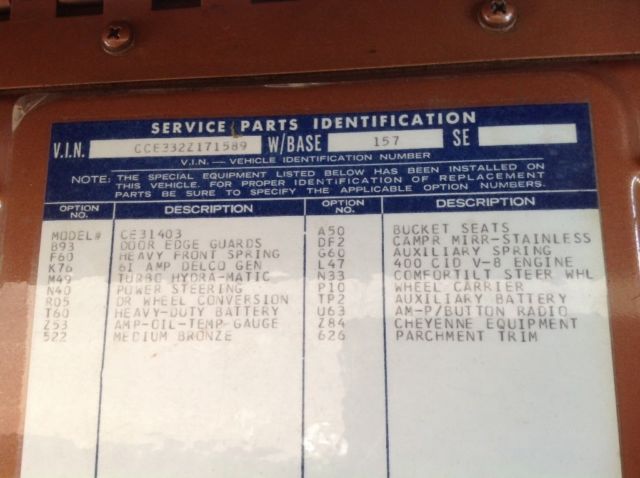 SERVICE PARTS IDENTIFICATION
V.I.N. CCE332Z171589 W/BASE 157 SE
V.I.N. — VEHICLE IDENTIFICATION NUMBER
NOTE: THE SPECIAL EQUIPMENT LISTED BELOW HAS BEEN INSTALLED ON
THIS VEHICLE. FOR PROPER IDENTIFICATION OF REPLACEMENT
PARTS BE SURE TO SPECIFY THE APPLICABLE OPTION NUMBERS.
OPTION NO. DESCRIPTION OPTION NO. DESCRIPTION
MODEL# CE31403 A50 BUCKET SEATS
B93 DOOR EDGE GUARDS DF2 CAMPR MIRR-STAINLESS
F60 HEAVY FRONT SPRING G60 AUXILIARY SPRING
K76 61 AMP DELCO GEN L47 400 CID V-8 ENGINE
M49 TURBO HYDRA-MATIC N33 COMFORTILT STEER WHL
N40 POWER STEERING P10 WHEEL CARRIER
R05 DR WHEEL CONVERSION TP2 AUXILIARY BATTERY
T60 HEAVY-DUTY BATTERY U63 AM-P/BUTTON RADIO
Z53 AMP-OIL-TEMP-GAUGE Z84 CHEYENNE EQUIPMENT
522 MEDIUM BRONZE 626 PARCHMENT TRIM